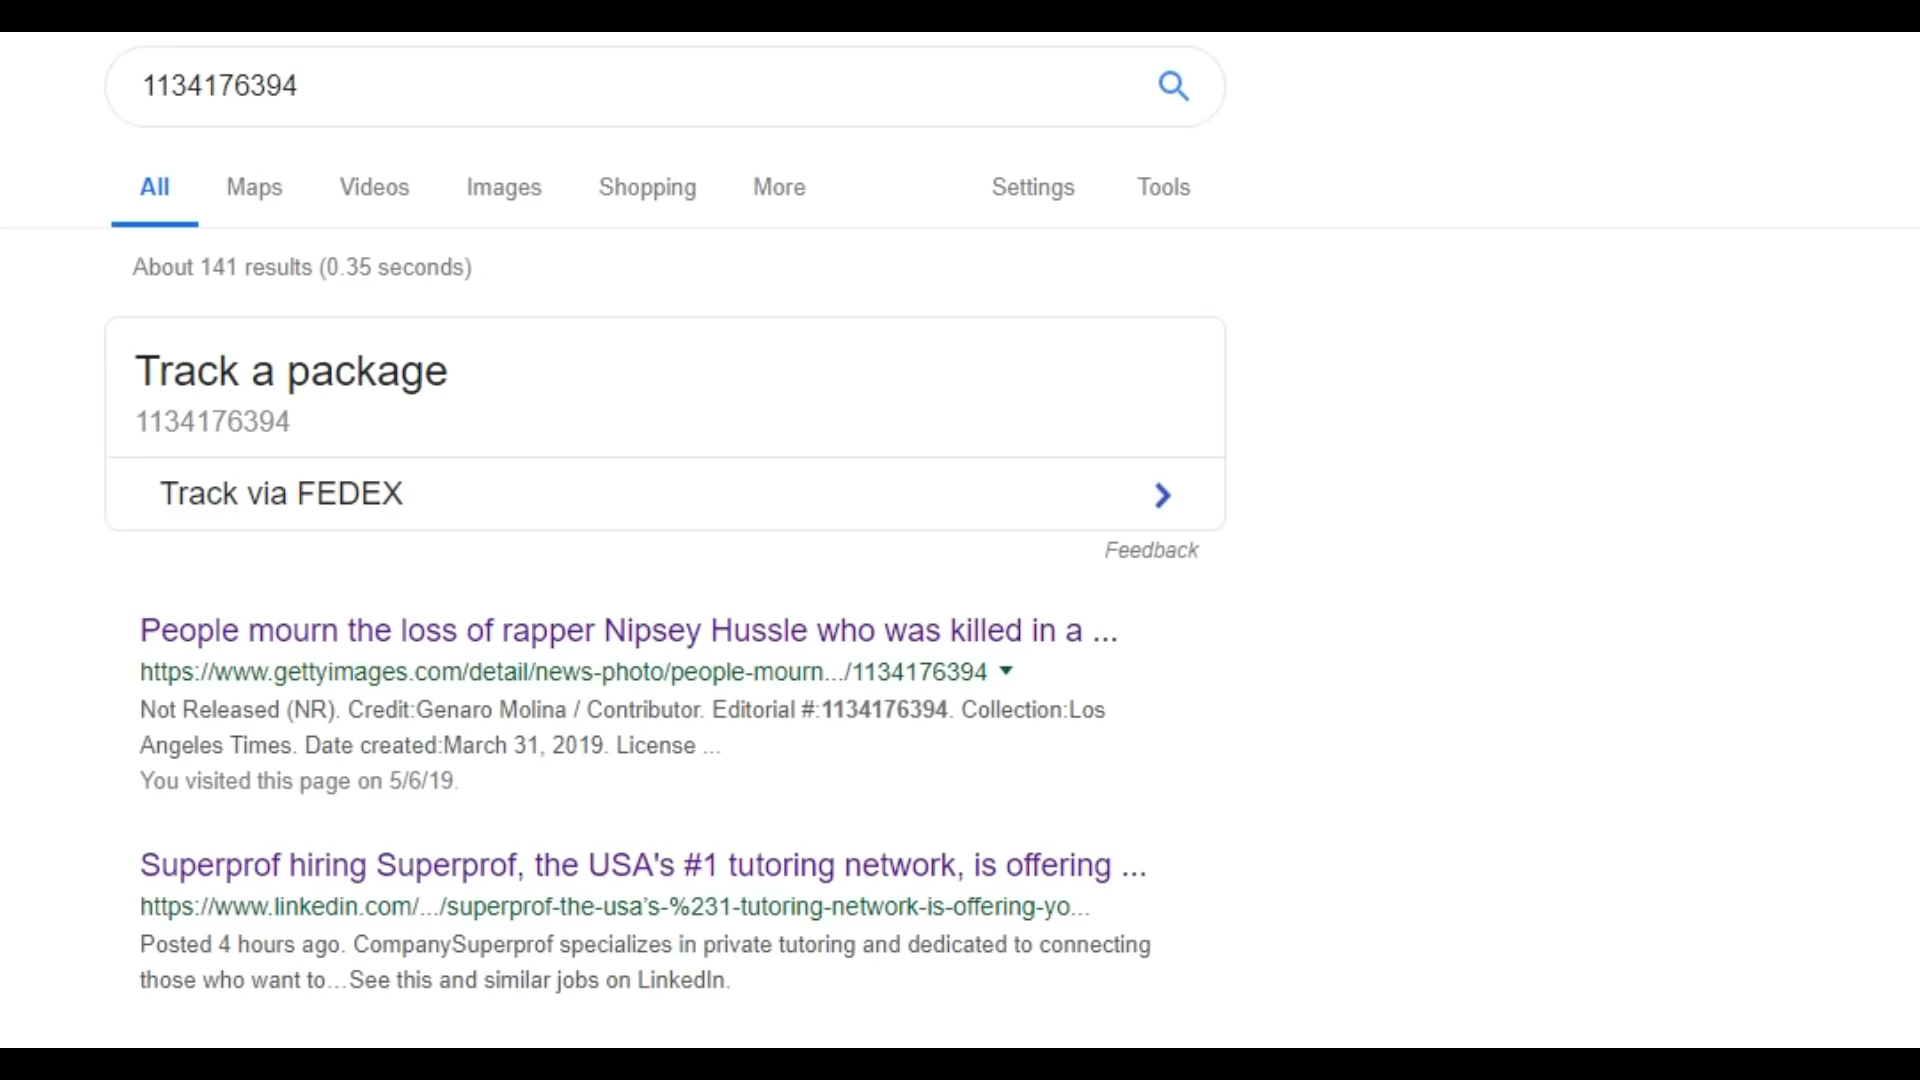 1134176394
All Maps Videos Images Shopping More Settings Tools
About 141 results (0.35 seconds)
Track a package
1134176394
Track via FEDEX
Feedback
People mourn the loss of rapper Nipsey Hussle who was killed in a ...
https://www.gettyimages.com/detail/news-photo/people-mourn.../1134176394
Not Released (NR). Credit:Genaro Molina / Contributor. Editorial #:1134176394. Collection:Los
Angeles Times. Date created:March 31, 2019. License ...
You visited this page on 5/6/19.
Superprof hiring Superprof, the USA's #1 tutoring network, is offering ...
https://www.linkedin.com/.../superprof-the-usa's-%231-tutoring-network-is-offering-yo...
Posted 4 hours ago. CompanySuperprof specializes in private tutoring and dedicated to connecting
those who want to...See this and similar jobs on LinkedIn.